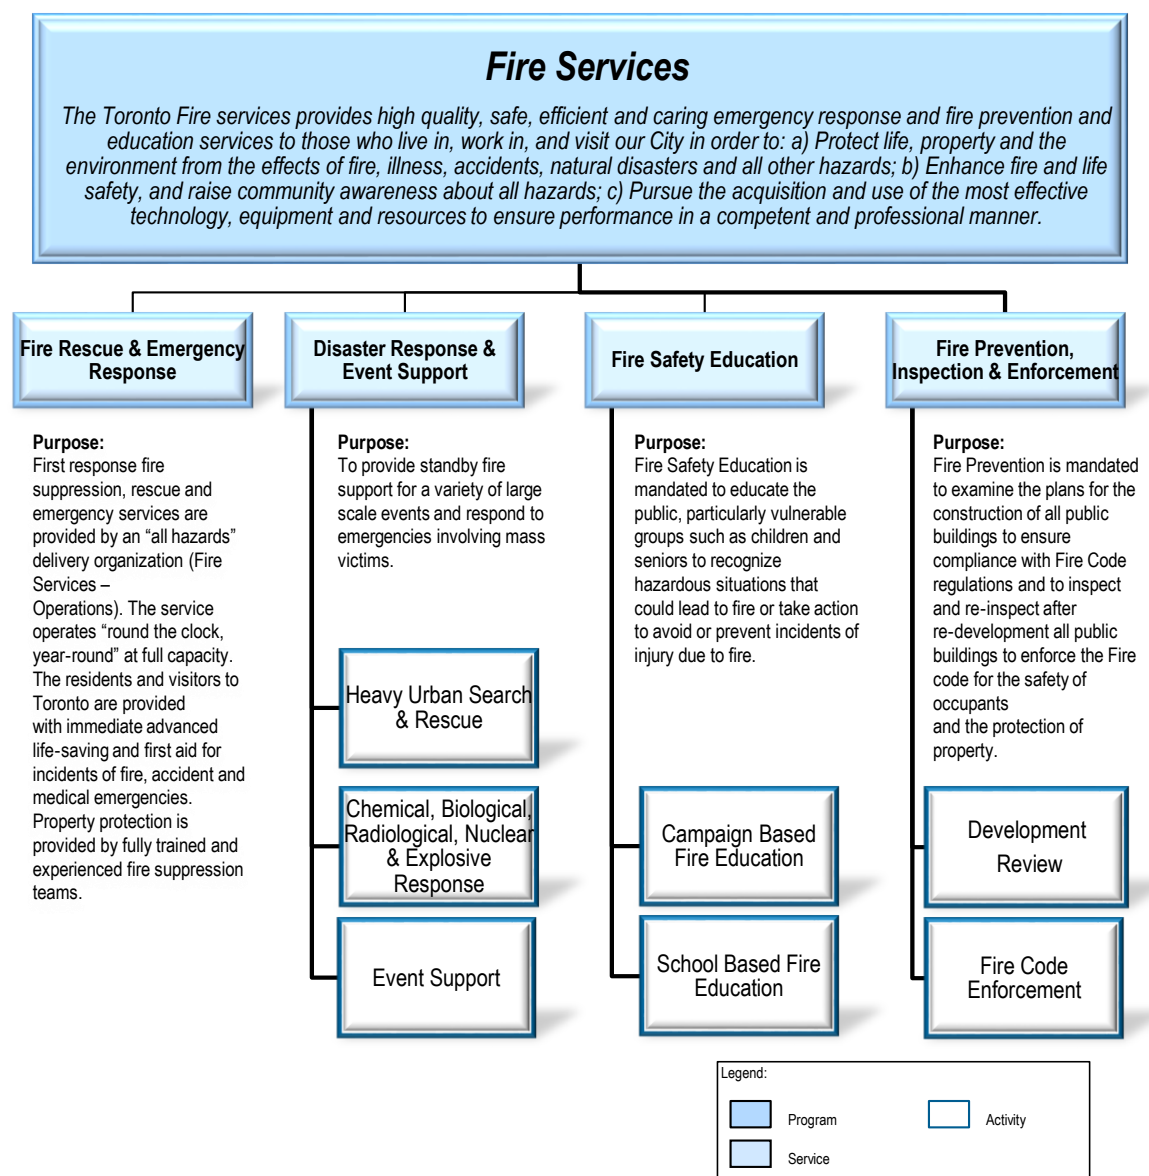 Fire Services
The Toronto Fire services provides high quality, safe, efficient and caring emergency response and fire prevention and
education services to those who live in, work in, and visit our City in order to: a) Protect life, property and the
environment from the effects of fire, illness, accidents, natural disasters and all other hazards; b) Enhance fire and life
safety, and raise community awareness about all hazards; c) Pursue the acquisition and use of the most effective
technology, equipment and resources to ensure performance in a competent and professional manner.
Fire Rescue & Emergency
Response
Purpose:
First response fire
suppression, rescue and
emergency services are
provided by an “all hazards”
delivery organization (Fire
Services –
Operations). The service
operates “round the clock,
year-round” at full capacity.
The residents and visitors to
Toronto are provided
with immediate advanced
life-saving and first aid for
incidents of fire, accident and
medical emergencies.
Property protection is
provided by fully trained and
experienced fire suppression
teams.
Disaster Response &
Event Support
Purpose:
To provide standby fire
support for a variety of large
scale events and respond to
emergencies involving mass
victims.
Heavy Urban Search
& Rescue
Chemical, Biological,
Radiological, Nuclear
& Explosive
Response
Event Support
Fire Safety Education
Purpose:
Fire Safety Education is
mandated to educate the
public, particularly vulnerable
groups such as children and
seniors to recognize
hazardous situations that
could lead to fire or take action
to avoid or prevent incidents of
injury due to fire.
Campaign Based
Fire Education
School Based Fire
Education
Fire Prevention,
Inspection & Enforcement
Purpose:
Fire Prevention is mandated
to examine the plans for the
construction of all public
buildings to ensure
compliance with Fire Code
regulations and to inspect
and re-inspect after
re-development all public
buildings to enforce the Fire
code for the safety of
occupants
and the protection of
property.
Development
Review
Fire Code
Enforcement
Legend:
Program
Activity
Service